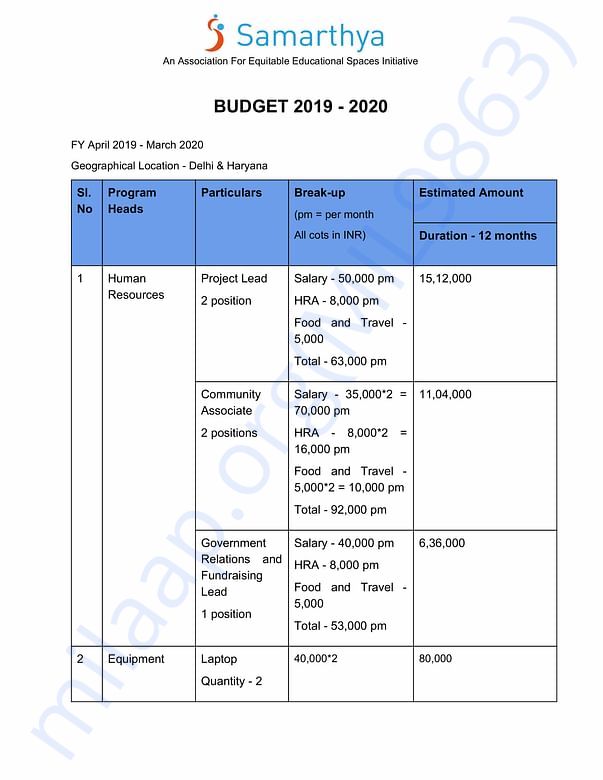 Samarthya
An Association For Equitable Educational Spaces Initiative
BUDGET 2019 - 2020
FY April 2019 - March 2020
Geographical Location - Delhi & Haryana
Sl.
No
Program
Heads
Particulars
Break-up
(pm = per month
All cots in INR)
Estimated Amount
Duration - 12 months
1
Human
Resources
Project Lead
2 position
Salary - 50,000 pm
HRA - 8,000 pm
Food and Travel -
5,000
Total - 63,000 pm
15,12,000
Community
Associate
2 positions
Salary - 35,000*2 =
70,000 pm
HRA - 8,000*2 =
16,000 pm
Food and Travel -
5,000*2 = 10,000 pm
Total - 92,000 pm
11,04,000
Government
Relations and
Fundraising
Lead
1 position
Salary - 40,000 pm
HRA - 8,000 pm
Food and Travel -
5,000
Total - 53,000 pm
6,36,000
2
Equipment
Laptop
Quantity - 2
40,000*2
80,000
milaap.org(MIL9863)